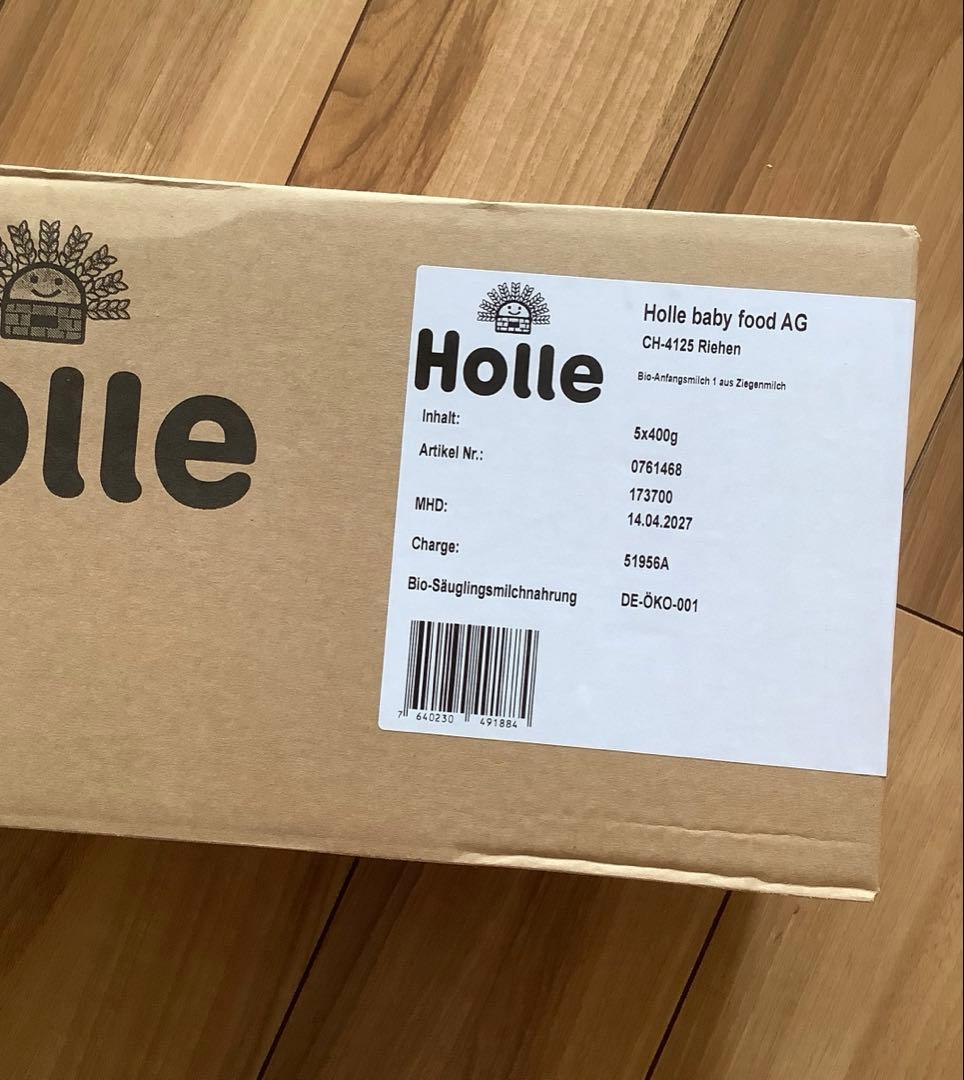 olle
Holle
Holle baby food AG
CH-4125 Riehen
Bio-Anfangsmilch 1 aus Ziegenmilch
Inhalt: 5x400g
Artikel Nr.: 0761468
173700
MHD: 14.04.2027
Charge: 51956A
Bio-Säuglingsmilchnahrung DE-ÖKO-001
7 640230 491884